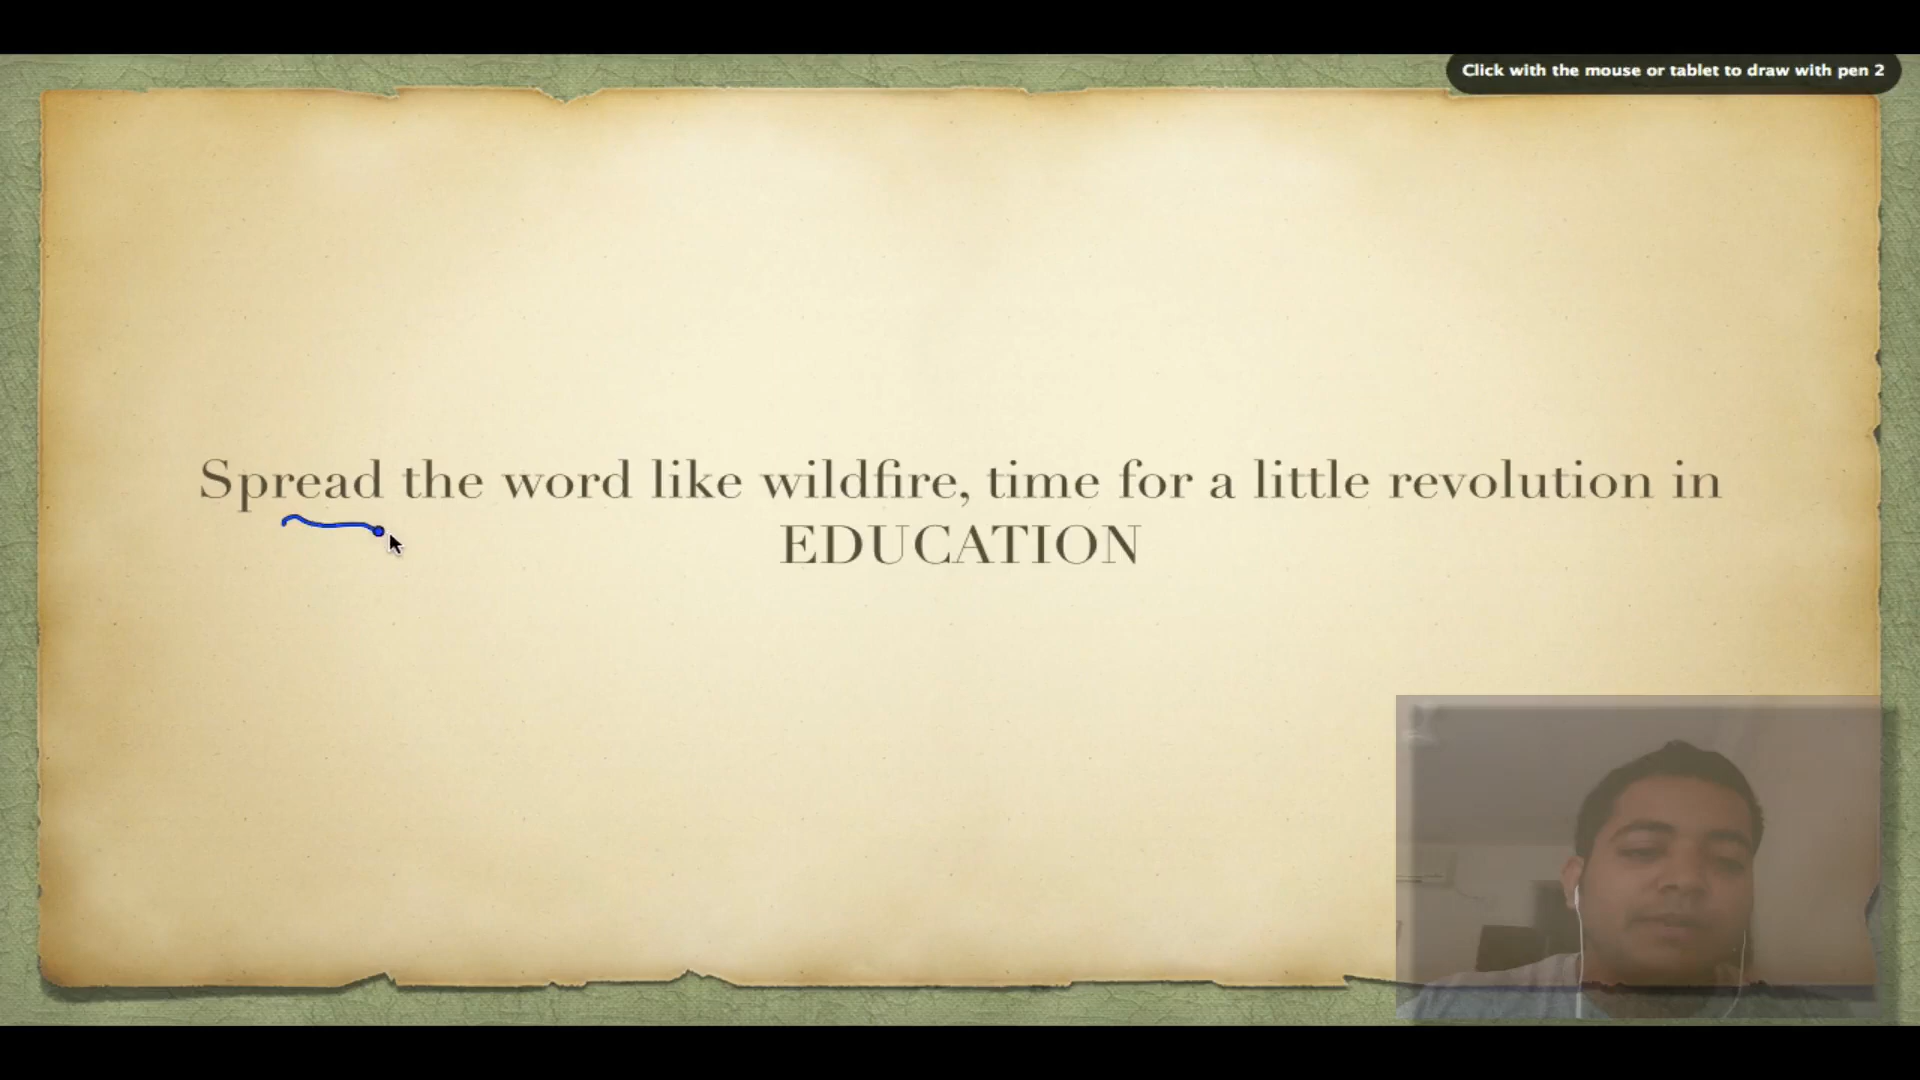 Click with the mouse or tablet to draw with pen 2
Spread the word like wildfire, time for a little revolution in
EDUCATION